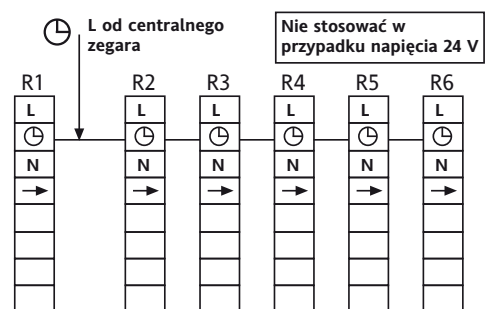 L od centralnego
zegara
Nie stosować w
przypadku napięcia 24 V
R1 R2 R3 R4 R5 R6
L L L L L L
N N N N N N